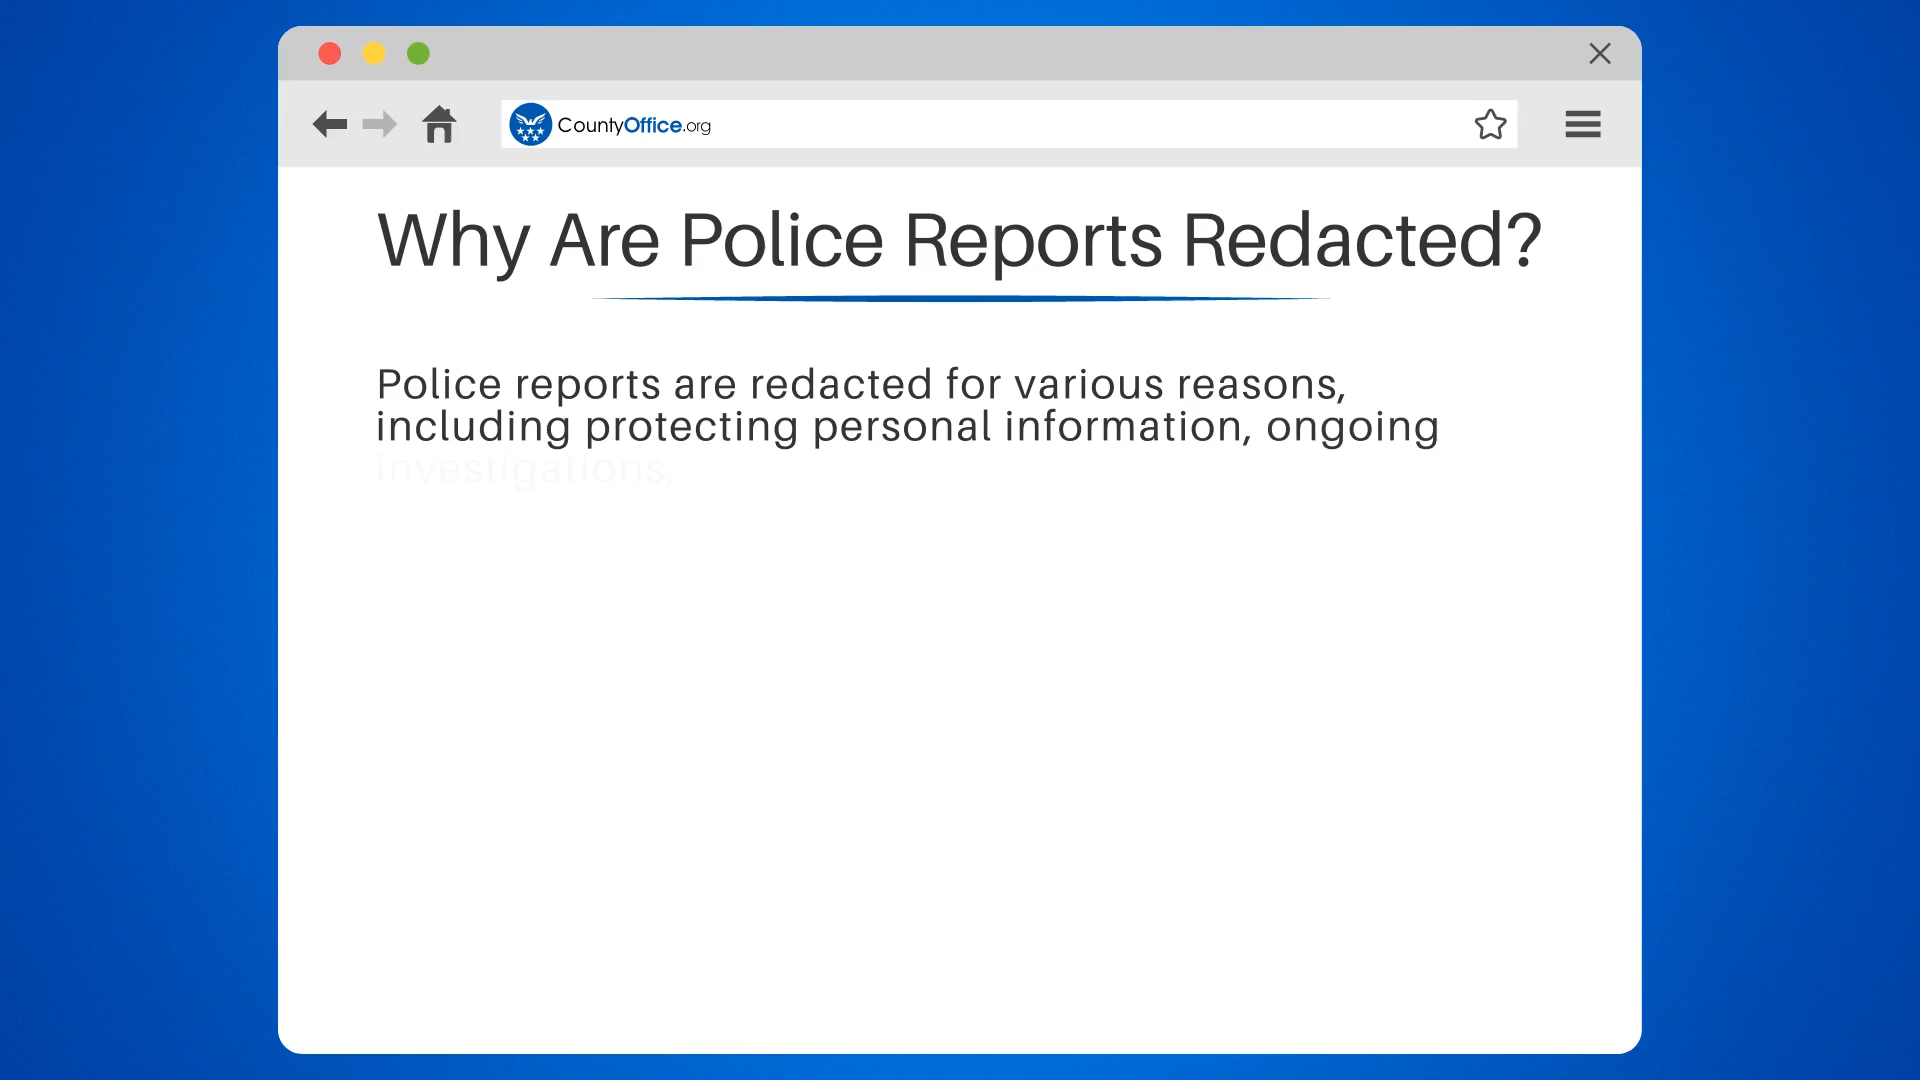 CountyOffice.org
Why Are Police Reports Redacted?
Police reports are redacted for various reasons,
including protecting personal information, ongoing
investigations,